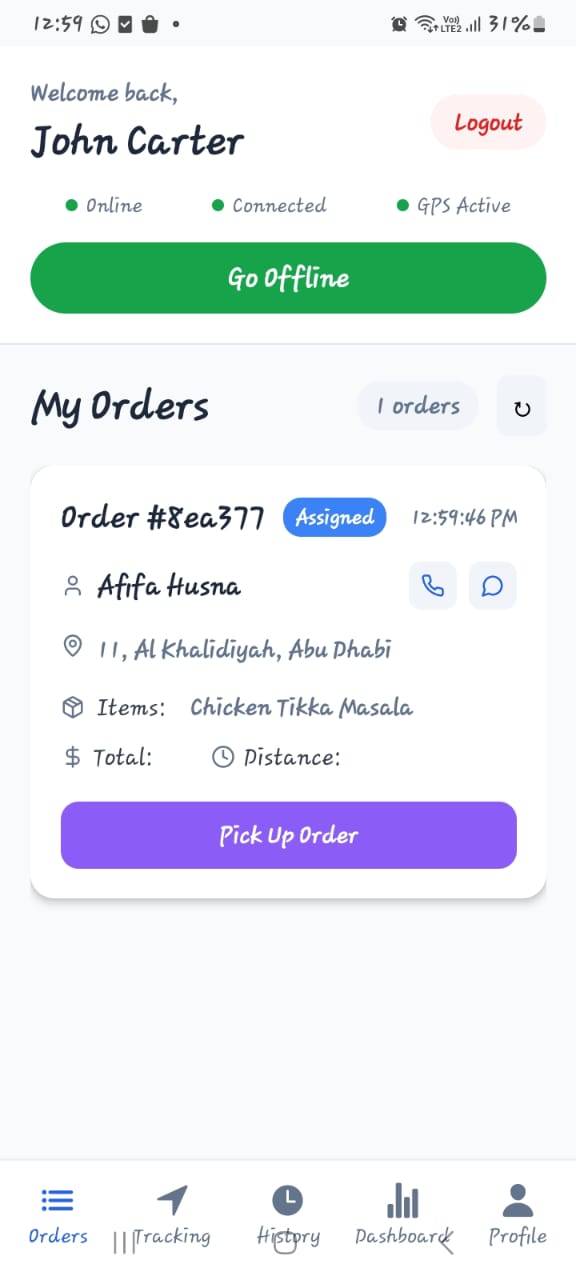 12:59 Vo)) LTE2 31%
Welcome back,
John Carter
Logout
Online Connected GPS Active
Go Offline
My Orders 1 orders ↻
Order #8ea377 Assigned 12:59:46 PM
Afifa Husna
11, Al Khalidiyah, Abu Dhabi
Items: Chicken Tikka Masala
$ Total: Distance:
Pick Up Order
Orders Tracking History Dashboard Profile